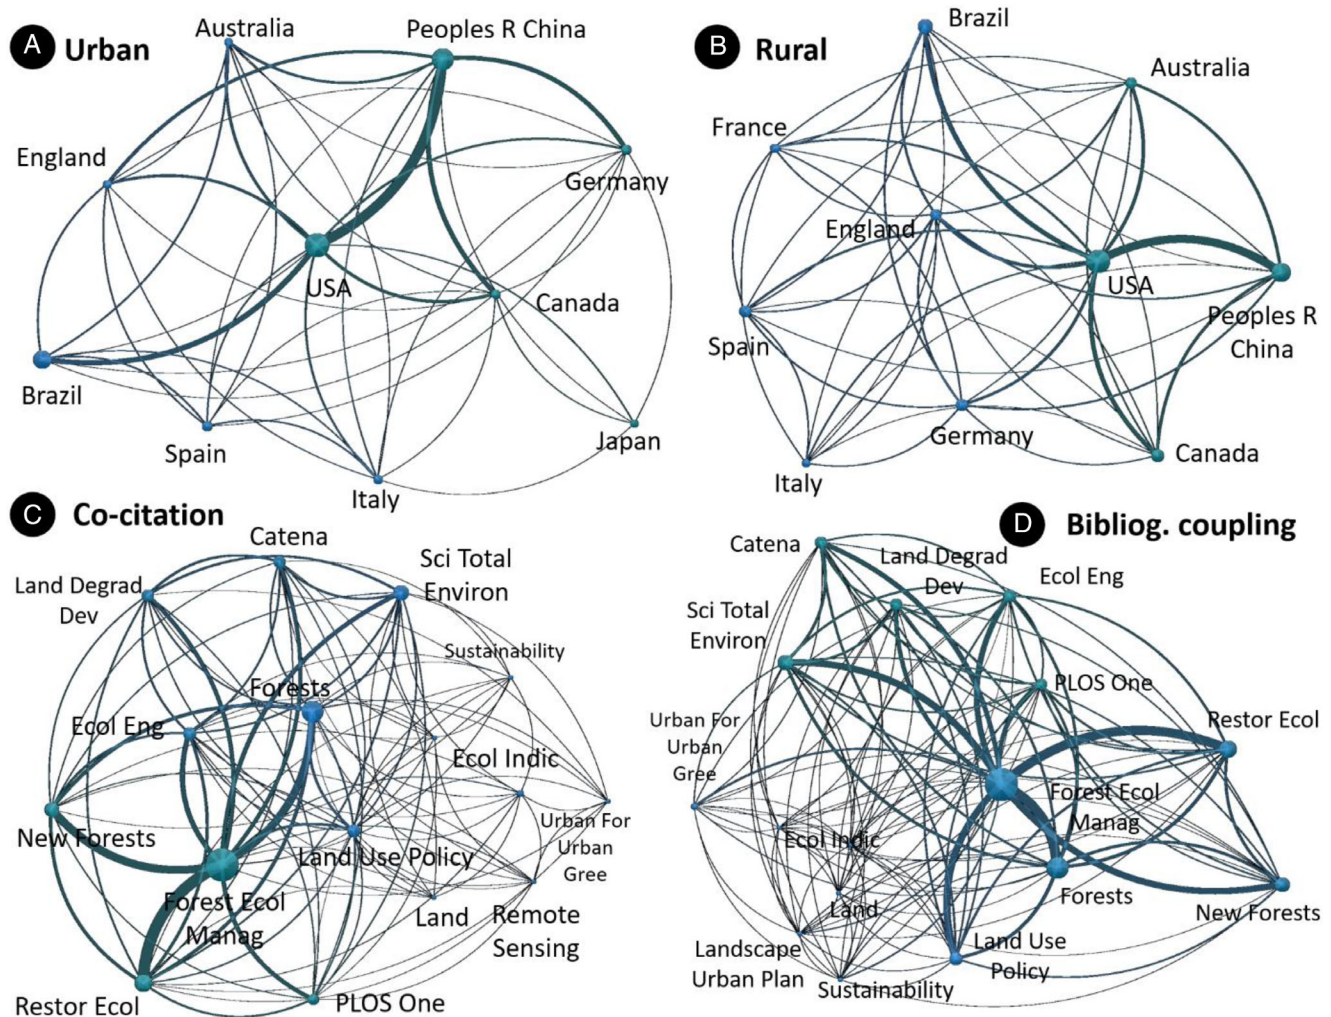 A Urban
Australia
Peoples R China
England
Germany
USA
Canada
Brazil
Spain
Italy
Japan
B Rural
Brazil
Australia
France
England
USA
Peoples R
China
Spain
Germany
Canada
Italy
C Co-citation
Catena
Sci Total
Environ
Land Degrad
Dev
Sustainability
Forests
Ecol Eng
Ecol Indic
New Forests
Urban For
Urban
Gree
Land Use Policy
Forest Ecol
Manag
Land
Remote
Sensing
Restor Ecol
PLOS One
D Bibliog. coupling
Catena
Land Degrad
Dev
Ecol Eng
Sci Total
Environ
PLOS One
Urban For
Urban
Gree
Restor Ecol
Forest Ecol
Manag
Ecol Indic
Forests
Land
New Forests
Landscape
Urban Plan
Land Use
Policy
Sustainability